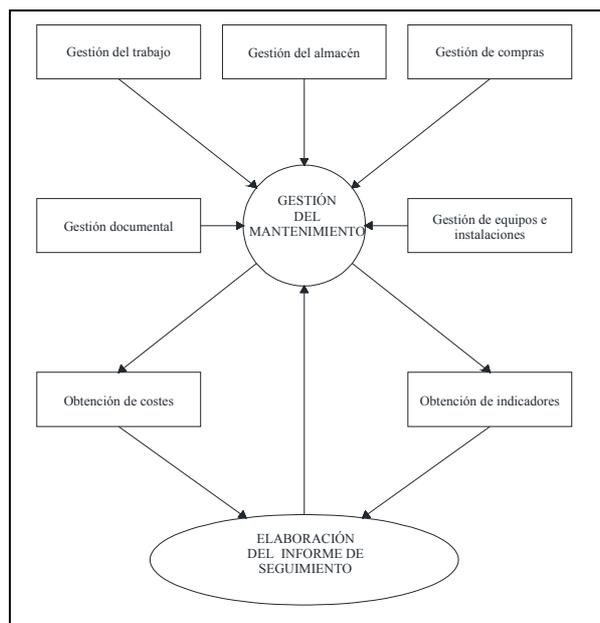 Gestión del trabajo
Gestión del almacén
Gestión de compras
GESTIÓN
DEL
MANTENIMIENTO
Gestión documental
Gestión de equipos e
instalaciones
Obtención de costes
Obtención de indicadores
ELABORACIÓN
DEL INFORME DE
SEGUIMIENTO